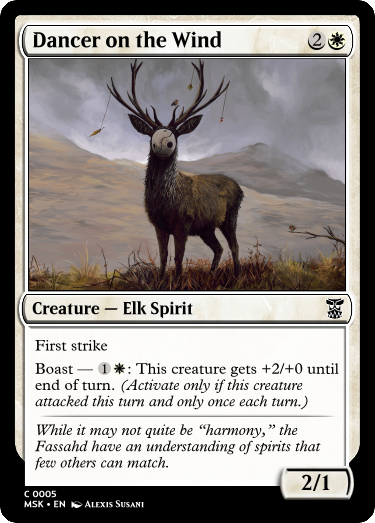 Dancer on the Wind 2
Creature — Elk Spirit
First strike
Boast — 1 : This creature gets +2/+0 until
end of turn. (Activate only if this creature
attacked this turn and only once each turn.)
While it may not quite be “harmony,” the
Fassahd have an understanding of spirits that
few others can match.
2/1
C 0005
MSK • EN Alexis Susani